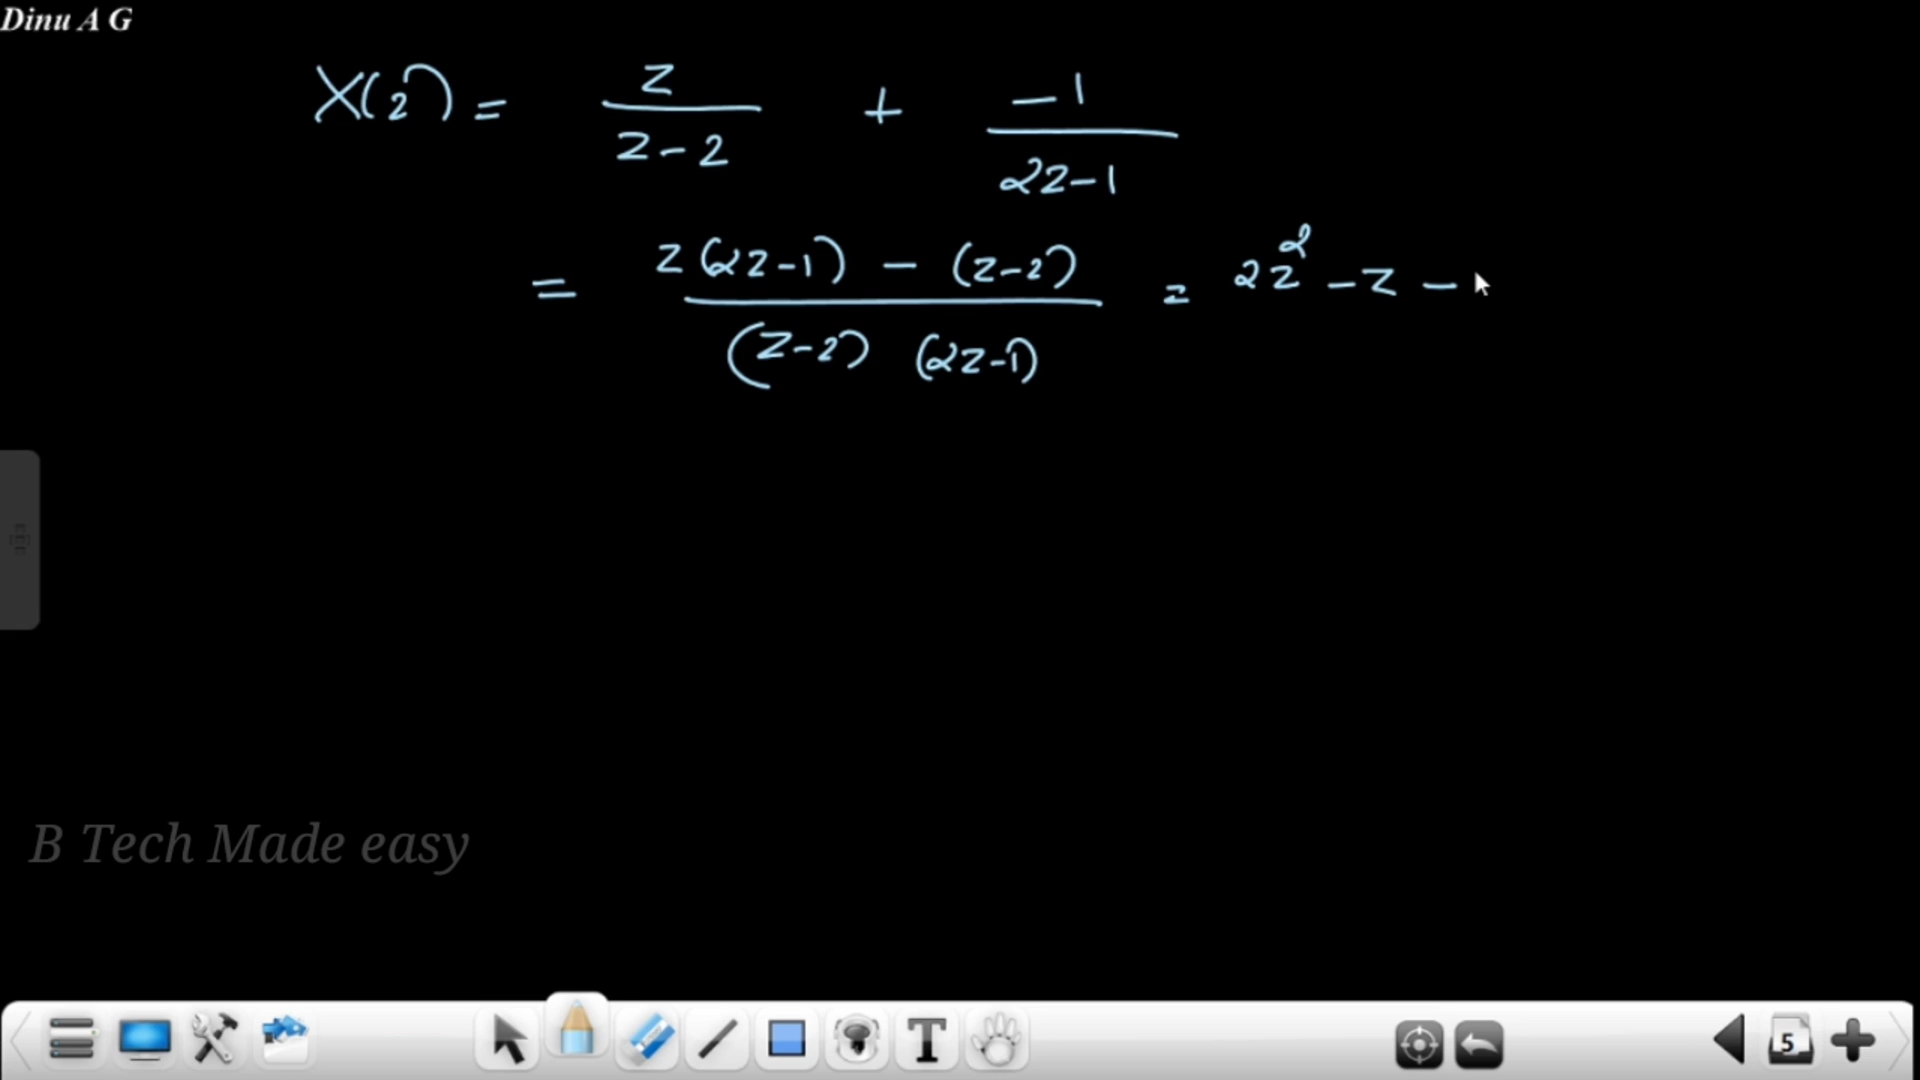 Dinu A G
X(z) = z / z-2 + -1 / 2z-1
= z(2z-1) - (z-2) / (z-2) (2z-1) = 2z² - z -
B Tech Made easy
T 5